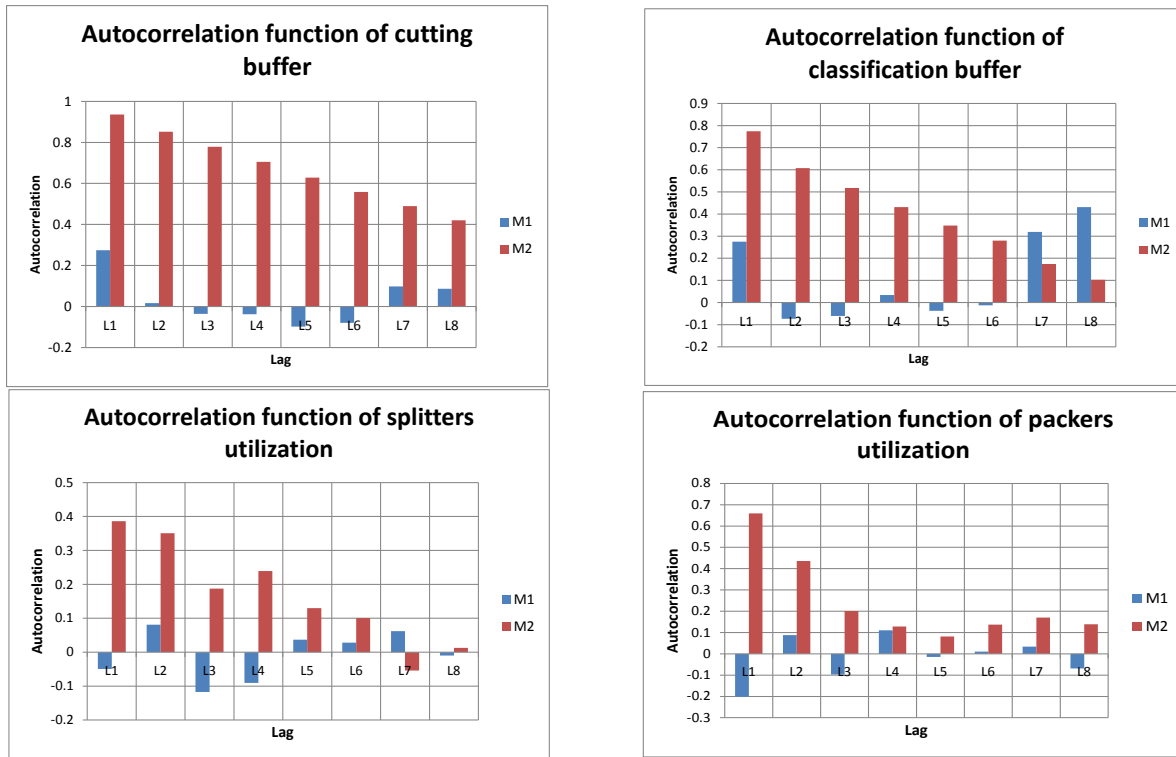 Autocorrelation function of cutting
buffer
1
0.8
0.6
0.4
0.2
0
-0.2
Autocorrelation
L1 L2 L3 L4 L5 L6 L7 L8
Lag
M1
M2
Autocorrelation function of
classification buffer
0.9
0.8
0.7
0.6
0.5
0.4
0.3
0.2
0.1
0
-0.1
-0.2
Autocorrelation
L1 L2 L3 L4 L5 L6 L7 L8
Lag
M1
M2
Autocorrelation function of splitters
utilization
0.5
0.4
0.3
0.2
0.1
0
-0.1
-0.2
Autocorrelation
L1 L2 L3 L4 L5 L6 L7 L8
Lag
M1
M2
Autocorrelation function of packers
utilization
0.8
0.7
0.6
0.5
0.4
0.3
0.2
0.1
0
-0.1
-0.2
-0.3
Autocorrelation
L1 L2 L3 L4 L5 L6 L7 L8
Lag
M1
M2